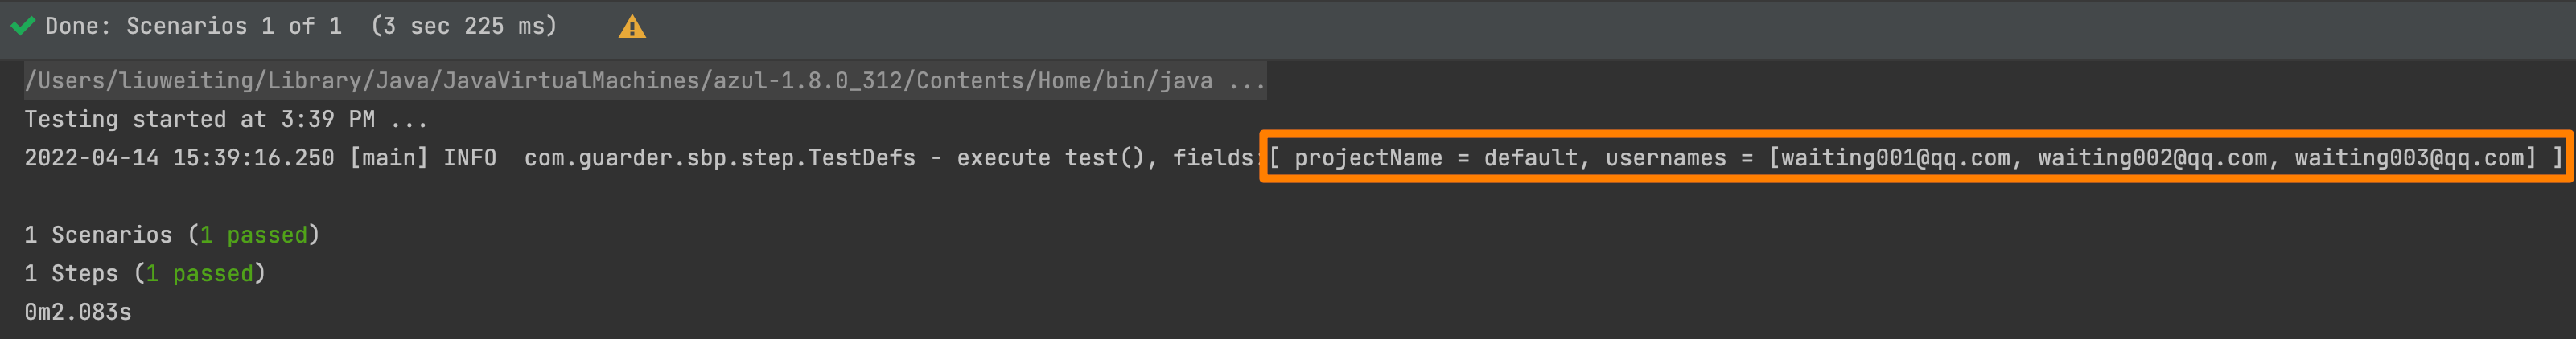 Done: Scenarios 1 of 1 (3 sec 225 ms)
/Users/liuweiting/Library/Java/JavaVirtualMachines/azul-1.8.0_312/Contents/Home/bin/java ...
Testing started at 3:39 PM ...
2022-04-14 15:39:16.250 [main] INFO  com.guarder.sbp.step.TestDefs - execute test(), fields:[ projectName = default, usernames = [waiting001@qq.com, waiting002@qq.com, waiting003@qq.com] ]
1 Scenarios (1 passed)
1 Steps (1 passed)
0m2.083s